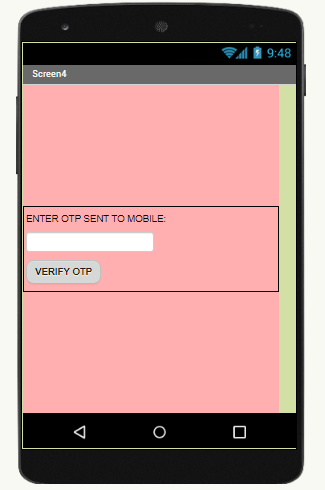 9:48
Screen4
ENTER OTP SENT TO MOBILE:
VERIFY OTP